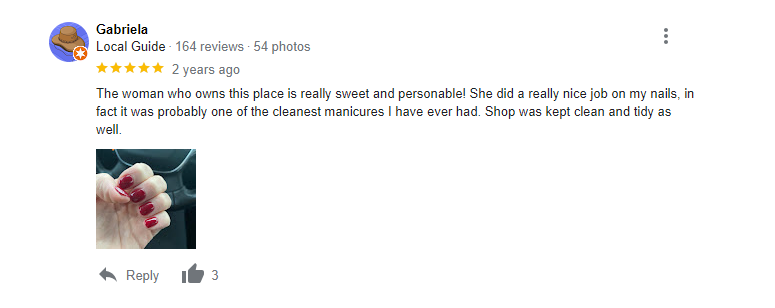 Gabriela
Local Guide · 164 reviews · 54 photos
2 years ago
The woman who owns this place is really sweet and personable! She did a really nice job on my nails, in
fact it was probably one of the cleanest manicures I have ever had. Shop was kept clean and tidy as
well.
Reply 3